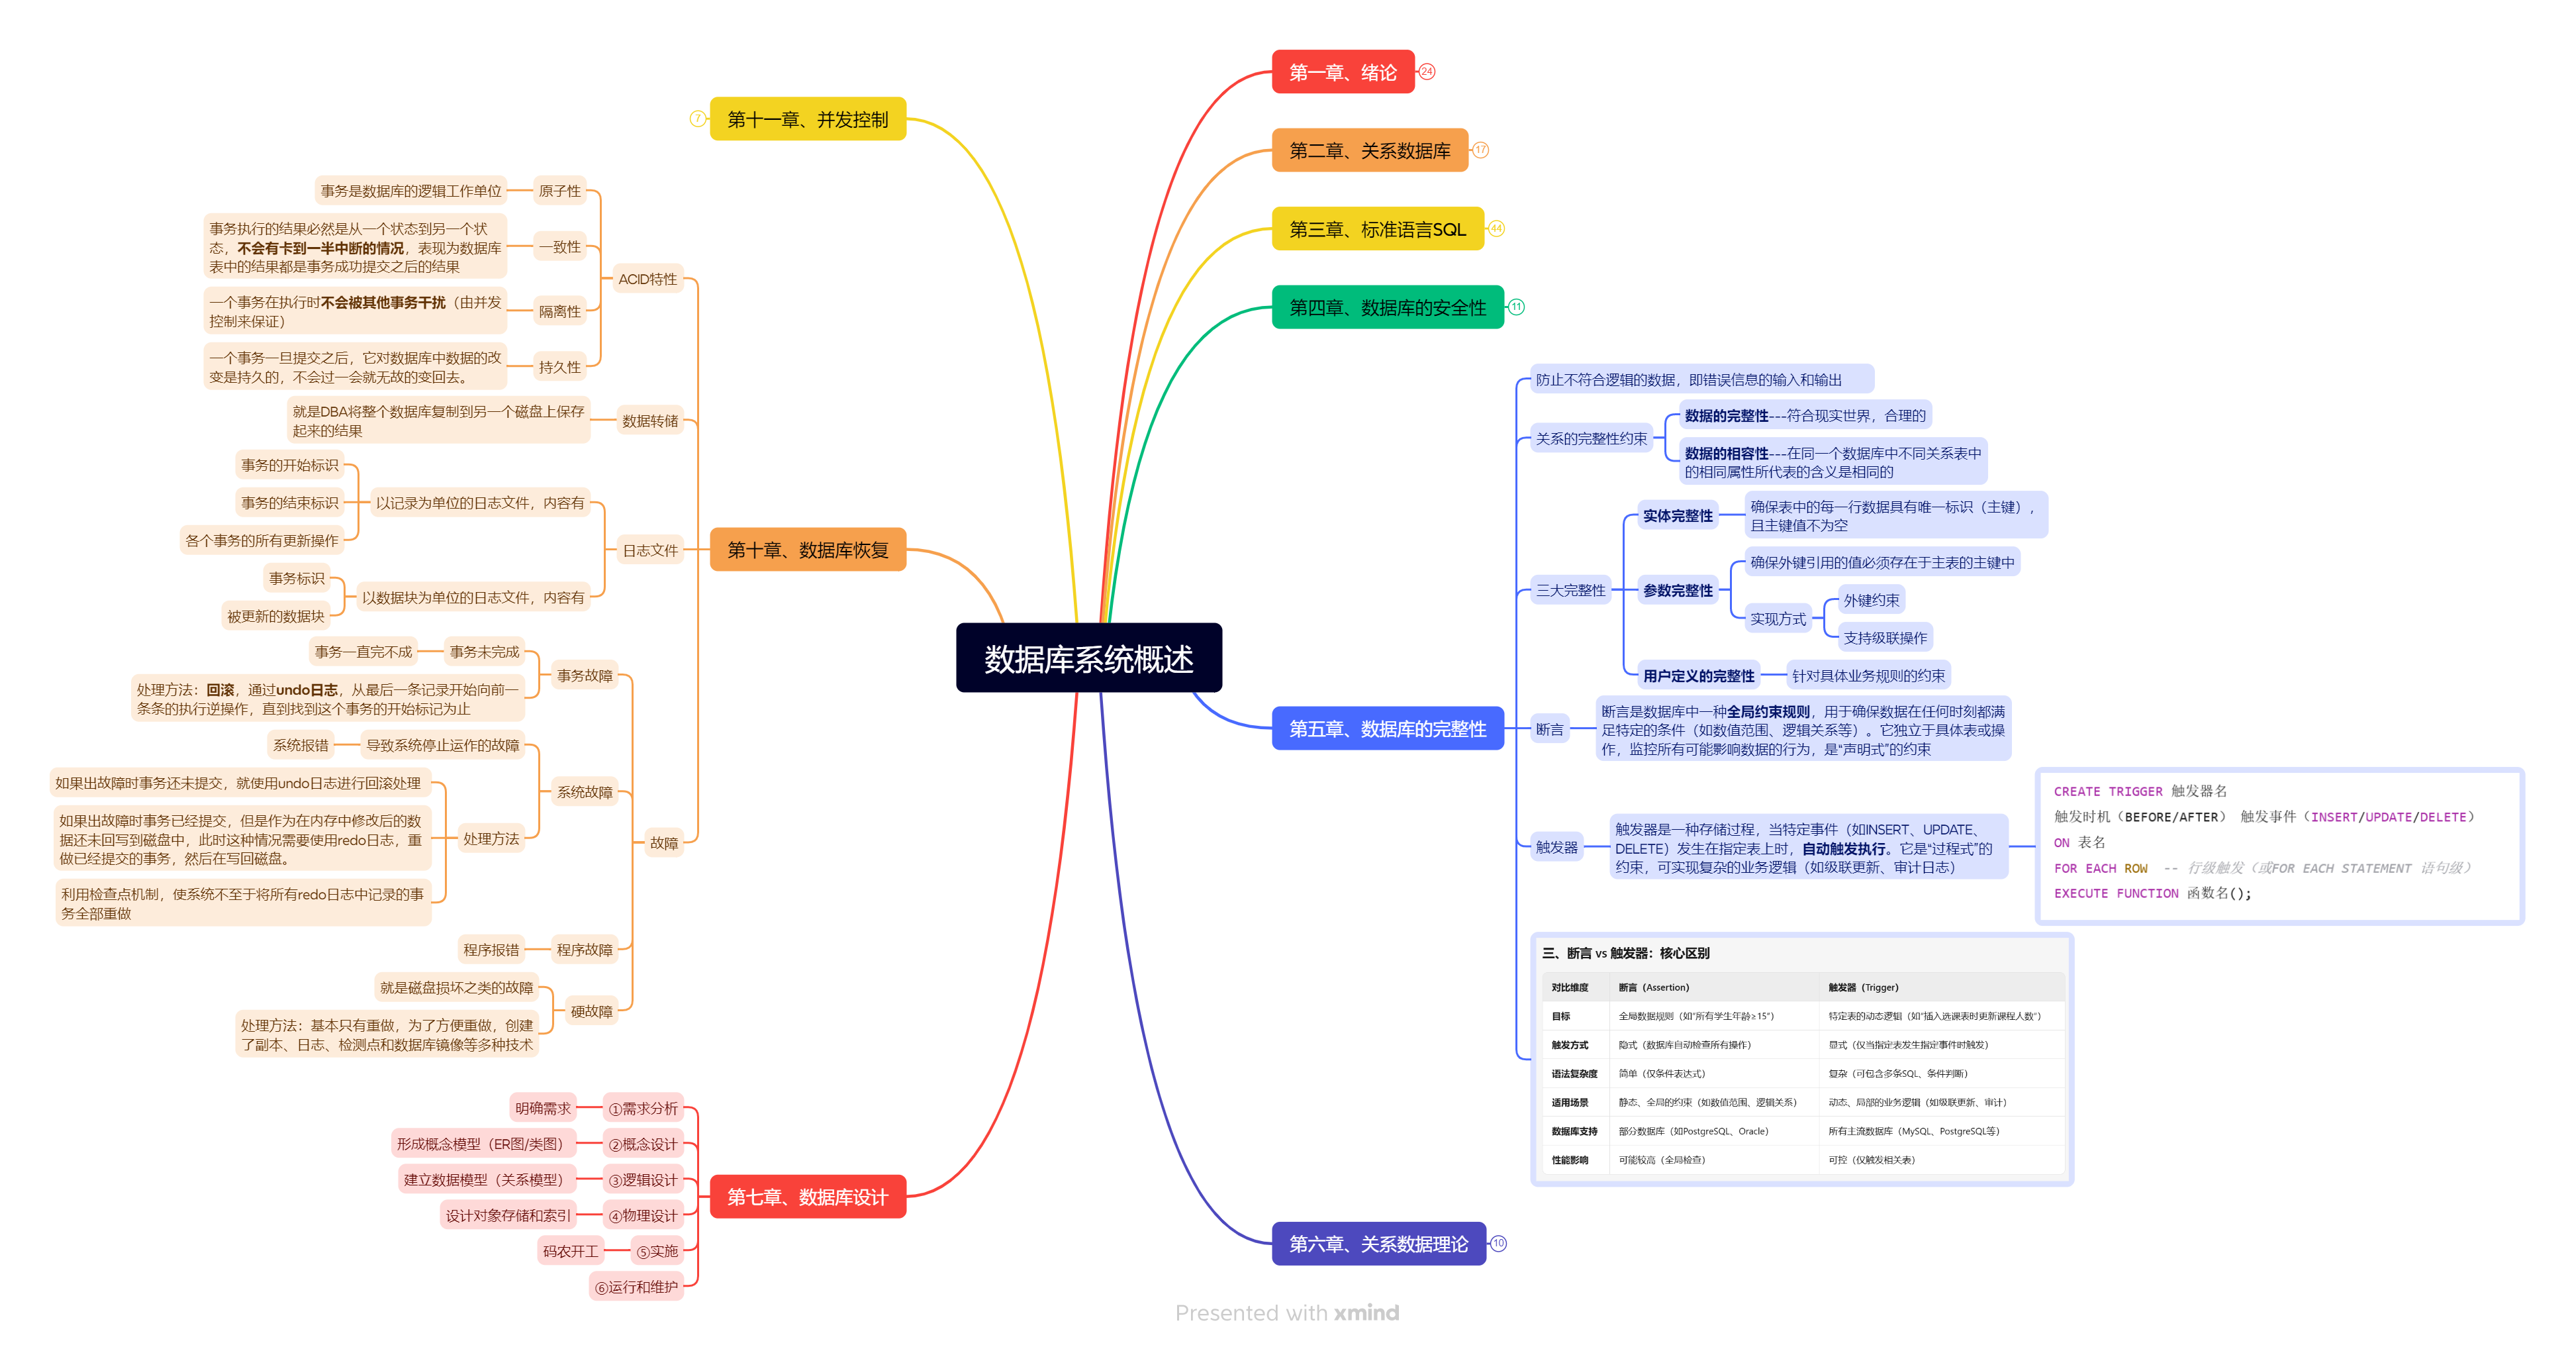 数据库系统概述
第一章、绪论
24
第二章、关系数据库
17
第三章、标准语言SQL
44
第四章、数据库的安全性
11
第五章、数据库的完整性
防止不符合逻辑的数据，即错误信息的输入和输出
关系的完整性约束
数据的完整性---符合现实世界，合理的
数据的相容性---在同一个数据库中不同关系表中
的相同属性所代表的含义是相同的
三大完整性
实体完整性
确保表中的每一行数据具有唯一标识（主键），
且主键值不为空
参数完整性
确保外键引用的值必须存在于主表的主键中
实现方式
外键约束
支持级联操作
用户定义的完整性
针对具体业务规则的约束
断言
断言是数据库中一种全局约束规则，用于确保数据在任何时刻都满
足特定的条件（如数值范围、逻辑关系等）。它独立于具体表或操
作，监控所有可能影响数据的行为，是“声明式”的约束
触发器
触发器是一种存储过程，当特定事件（如INSERT、UPDATE、
DELETE）发生在指定表上时，自动触发执行。它是“过程式”的
约束，可实现复杂的业务逻辑（如级联更新、审计日志）
CREATE TRIGGER 触发器名
触发时机（BEFORE/AFTER） 触发事件（INSERT/UPDATE/DELETE）
ON 表名
FOR EACH ROW -- 行级触发（或FOR EACH STATEMENT 语句级）
EXECUTE FUNCTION 函数名();
三、断言 vs 触发器：核心区别
对比维度 断言（Assertion） 触发器（Trigger）
目标 全局数据规则（如“所有学生年龄≥15”） 特定表的动态逻辑（如“插入选课表时更新课程人数”）
触发方式 隐式（数据库自动检查所有操作） 显式（仅当指定表发生指定事件时触发）
语法复杂度 简单（仅条件表达式） 复杂（可包含多条SQL、条件判断）
适用场景 静态、全局的约束（如数值范围、逻辑关系） 动态、局部的业务逻辑（如级联更新、审计）
数据库支持 部分数据库（如PostgreSQL、Oracle） 所有主流数据库（MySQL、PostgreSQL等）
性能影响 可能较高（全局检查） 可控（仅触发相关表）
第六章、关系数据理论
10
第七章、数据库设计
①需求分析
明确需求
②概念设计
形成概念模型（ER图/类图）
③逻辑设计
建立数据模型（关系模型）
④物理设计
设计对象存储和索引
⑤实施
码农开工
⑥运行和维护
第十章、数据库恢复
ACID特性
原子性
事务是数据库的逻辑工作单位
一致性
事务执行的结果必然是从一个状态到另一个状
态，不会有卡到一半中断的情况，表现为数据库
表中的结果都是事务成功提交之后的结果
隔离性
一个事务在执行时不会被其他事务干扰（由并发
控制来保证）
持久性
一个事务一旦提交之后，它对数据库中数据的改
变是持久的，不会过一会就无故的变回去。
数据转储
就是DBA将整个数据库复制到另一个磁盘上保存
起来的结果
日志文件
以记录为单位的日志文件，内容有
事务的开始标识
事务的结束标识
各个事务的所有更新操作
以数据块为单位的日志文件，内容有
事务标识
被更新的数据块
故障
事务故障
事务未完成
事务一直完不成
处理方法：回滚，通过undo日志，从最后一条记录开始向前一
条条的执行逆操作，直到找到这个事务的开始标记为止
系统故障
导致系统停止运作的故障
系统报错
处理方法
如果出故障时事务还未提交，就使用undo日志进行回滚处理
如果出故障时事务已经提交，但是作为在内存中修改后的数
据还未回写到磁盘中，此时这种情况需要使用redo日志，重
做已经提交的事务，然后在写回磁盘。
利用检查点机制，使系统不至于将所有redo日志中记录的事
务全部重做
程序故障
程序报错
硬故障
就是磁盘损坏之类的故障
处理方法：基本只有重做，为了方便重做，创建
了副本、日志、检测点和数据库镜像等多种技术
第十一章、并发控制
7
Presented with xmind